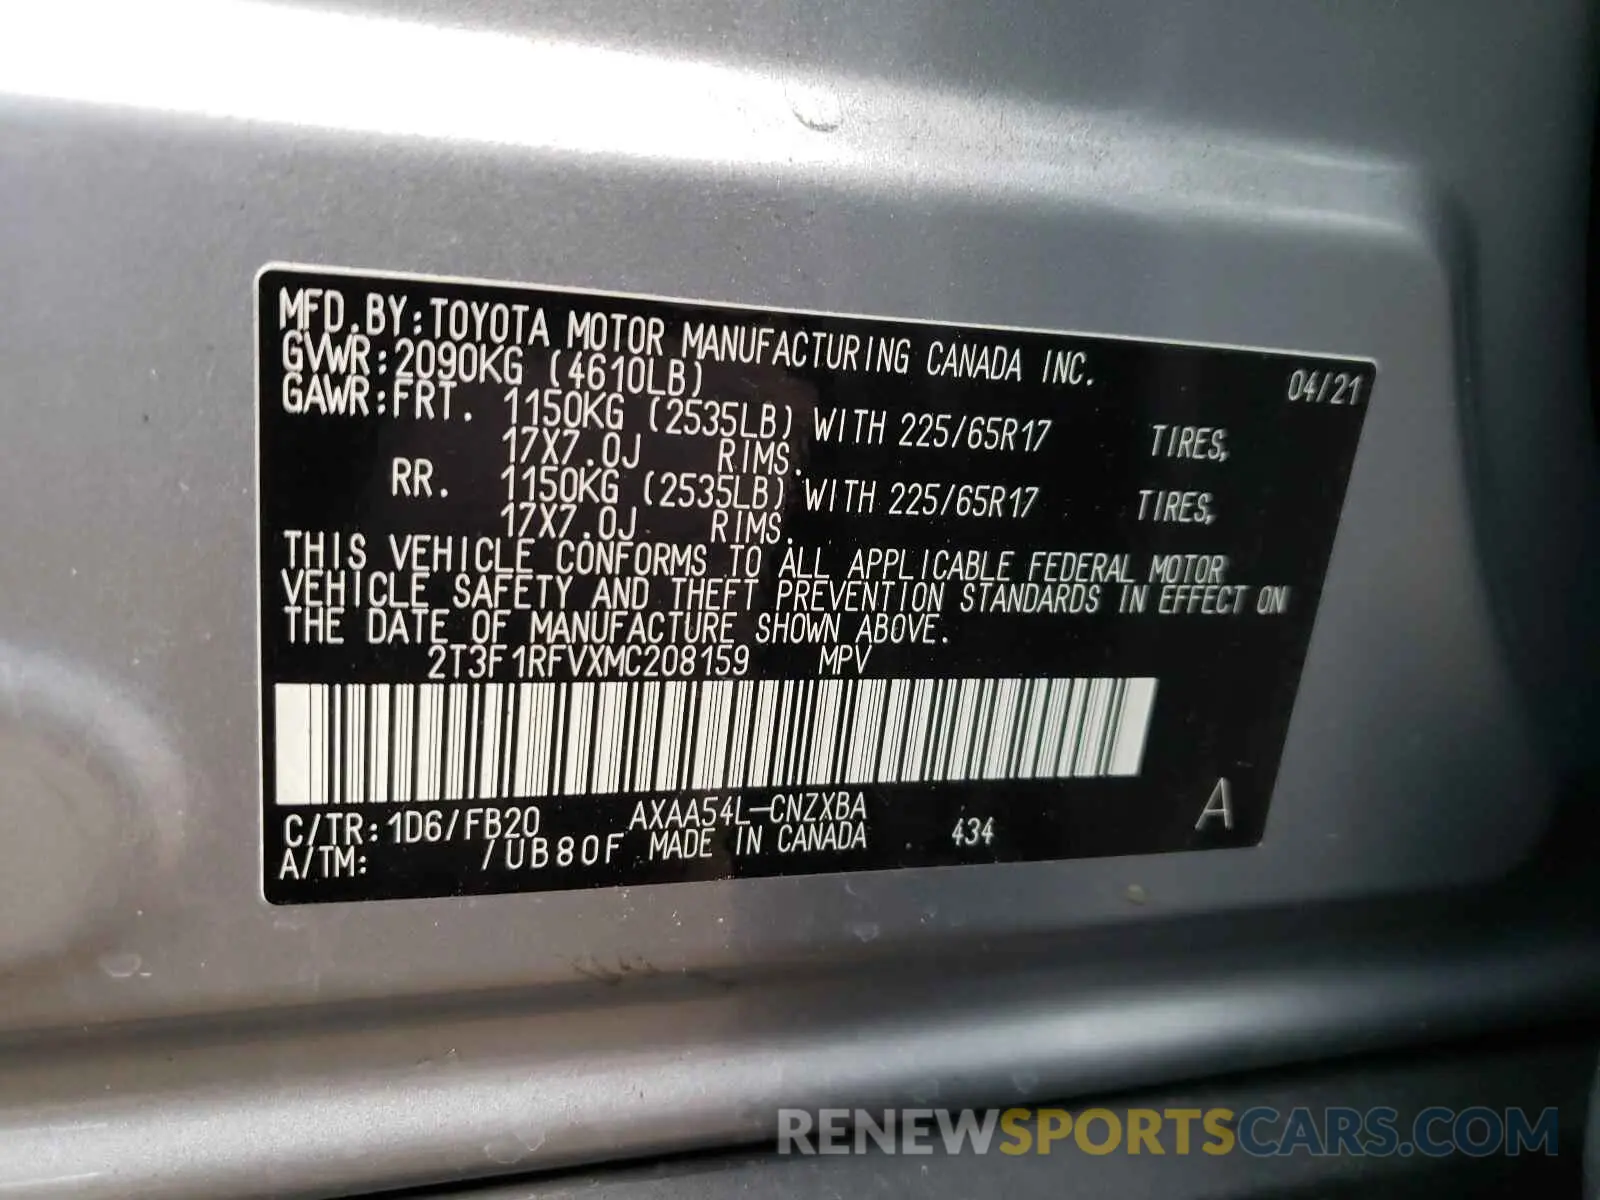 MFD.BY:TOYOTA MOTOR MANUFACTURING CANADA INC.
GVWR:2090KG (4610LB) 04/21
GAWR:FRT. 1150KG (2535LB) WITH 225/65R17 TIRES,
17X7.0J RIMS.
RR. 1150KG (2535LB) WITH 225/65R17 TIRES,
17X7.0J RIMS.
THIS VEHICLE CONFORMS TO ALL APPLICABLE FEDERAL MOTOR
VEHICLE SAFETY AND THEFT PREVENTION STANDARDS IN EFFECT ON
THE DATE OF MANUFACTURE SHOWN ABOVE.
2T3F1RFVXMC208159 MPV
C/TR:1D6/FB20 AXAA54L-CNZXBA A
A/TM: /UB80F MADE IN CANADA 434
RENEWSPORTSCARS.COM